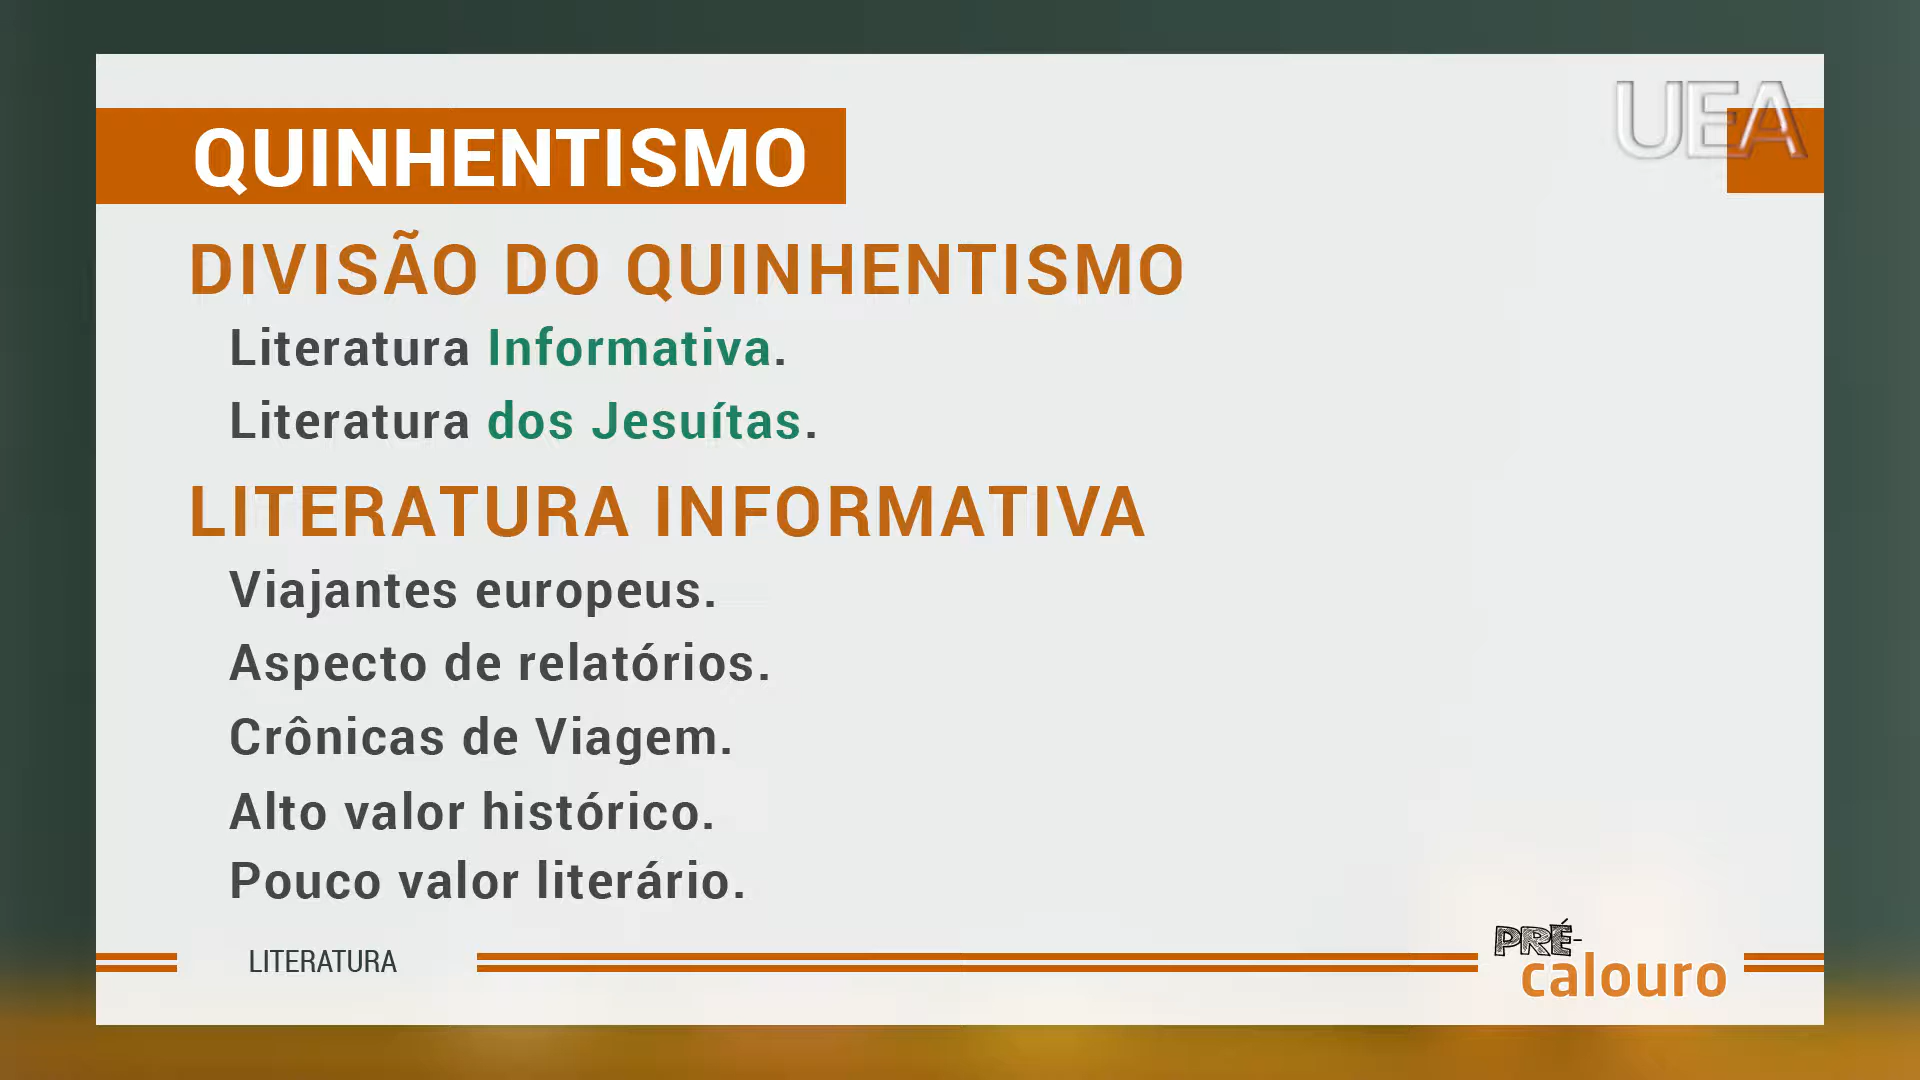 UEA
QUINHENTISMO
DIVISÃO DO QUINHENTISMO
Literatura Informativa.
Literatura dos Jesuítas.
LITERATURA INFORMATIVA
Viajantes europeus.
Aspecto de relatórios.
Crônicas de Viagem.
Alto valor histórico.
Pouco valor literário.
LITERATURA
PRÉ-
calouro